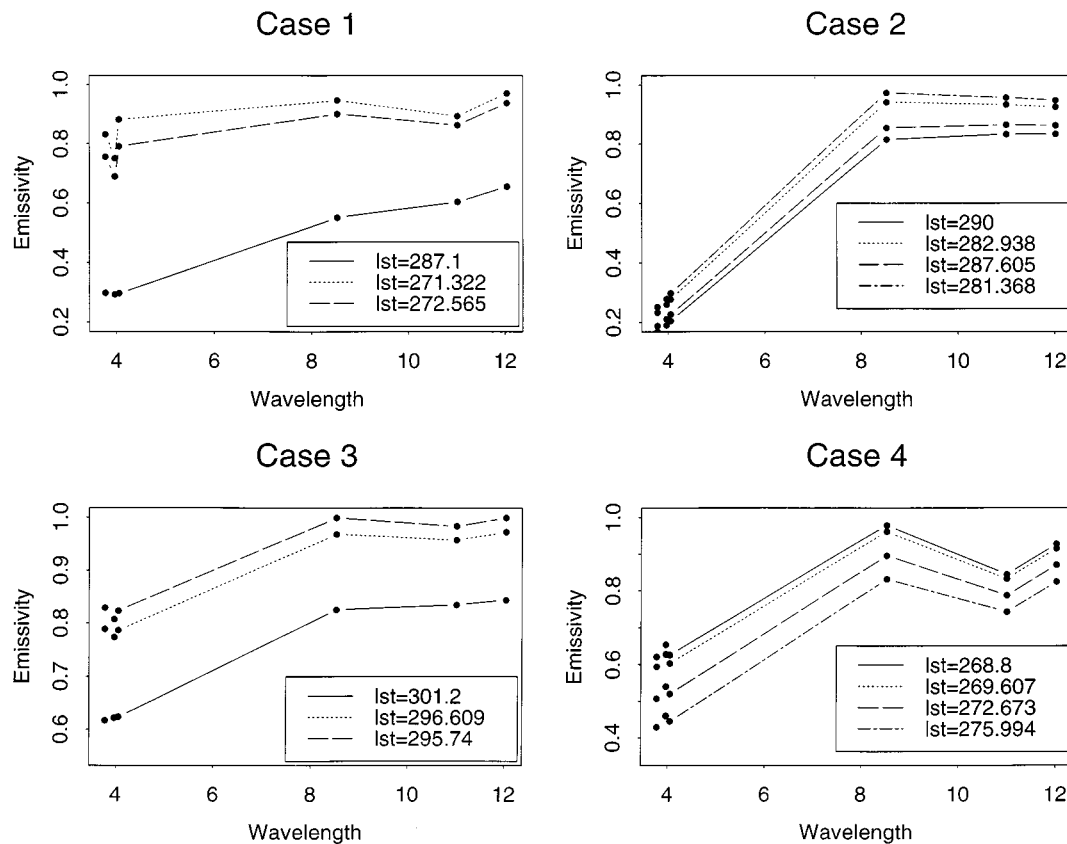 Case 1
Emissivity
1.0
0.8
0.6
0.4
0.2
lst=287.1
lst=271.322
lst=272.565
4 6 8 10 12
Wavelength
Case 2
Emissivity
1.0
0.8
0.6
0.4
0.2
lst=290
lst=282.938
lst=287.605
lst=281.368
4 6 8 10 12
Wavelength
Case 3
Emissivity
1.0
0.9
0.8
0.7
0.6
lst=301.2
lst=296.609
lst=295.74
4 6 8 10 12
Wavelength
Case 4
Emissivity
1.0
0.8
0.6
0.4
lst=268.8
lst=269.607
lst=272.673
lst=275.994
4 6 8 10 12
Wavelength